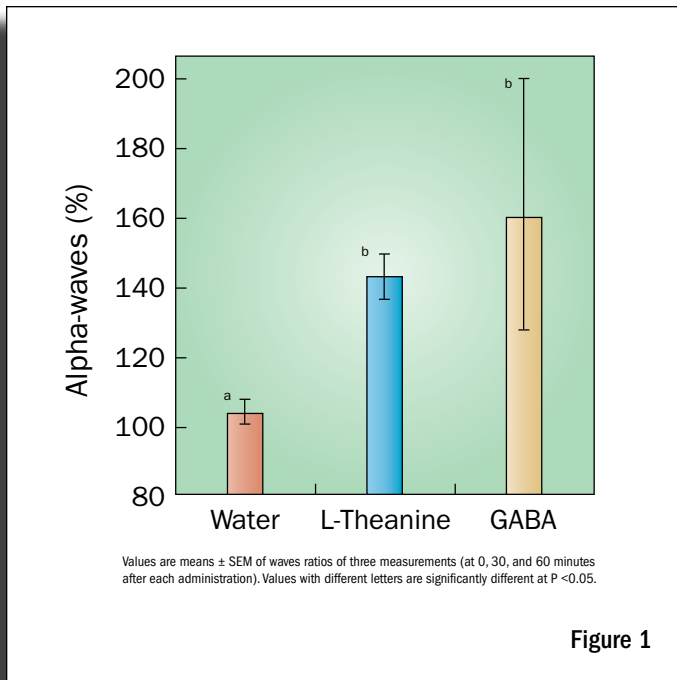 200
180
160
140
120
100
80
Alpha-waves (%)
a
b
b
Water L-Theanine GABA
Values are means ± SEM of waves ratios of three measurements (at 0, 30, and 60 minutes
after each administration). Values with different letters are significantly different at P <0.05.
Figure 1